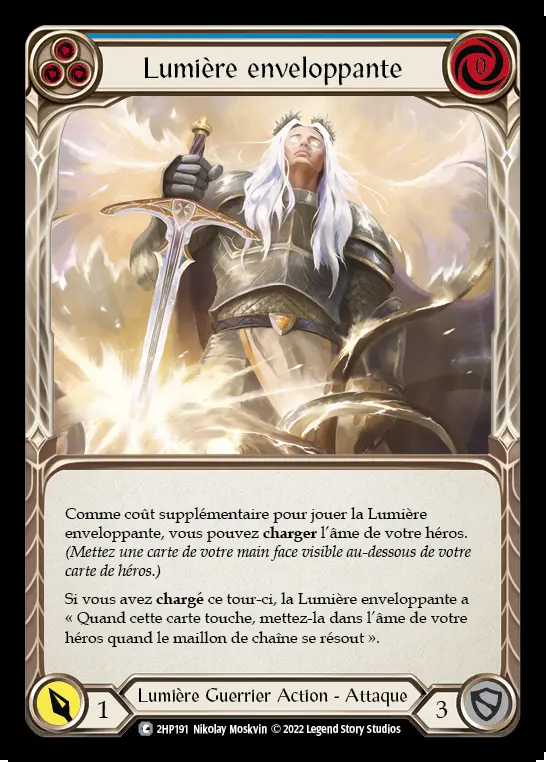 Lumière enveloppante
0
Comme coût supplémentaire pour jouer la Lumière
enveloppante, vous pouvez charger l'âme de votre héros.
(Mettez une carte de votre main face visible au-dessous de votre
carte de héros.)
Si vous avez chargé ce tour-ci, la Lumière enveloppante a
« Quand cette carte touche, mettez-la dans l'âme de votre
héros quand le maillon de chaîne se résout ».
1
Lumière Guerrier Action - Attaque
3
C 2HP191 Nikolay Moskvin © 2022 Legend Story Studios